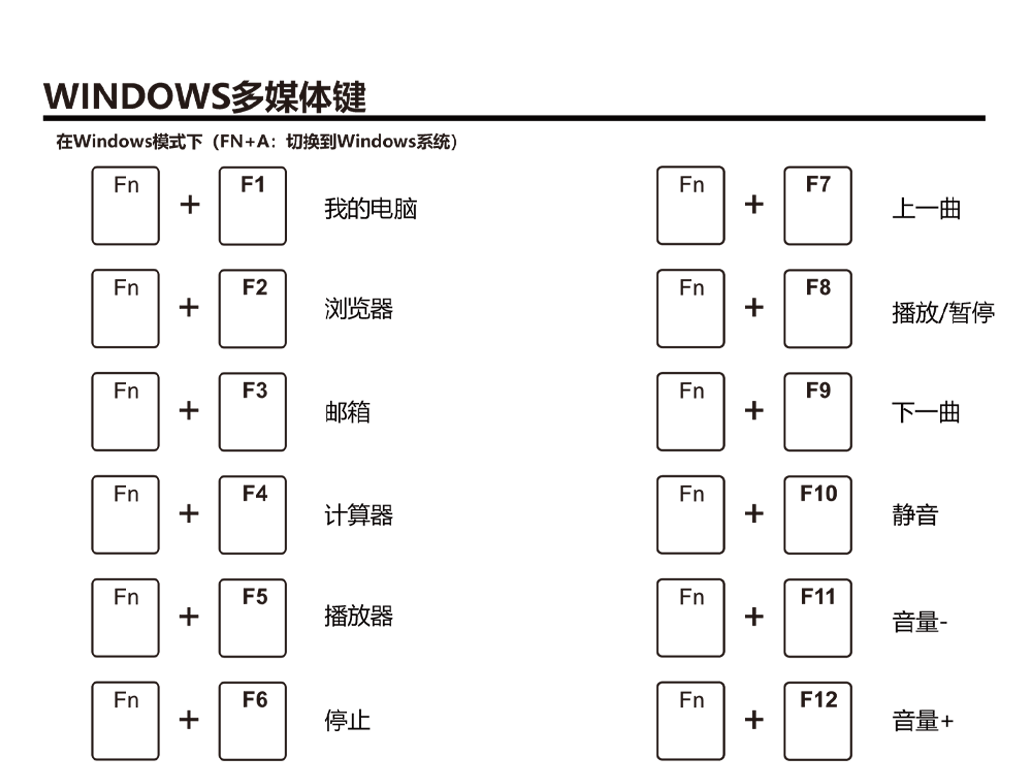 WINDOWS多媒体键
在Windows模式下（FN+A：切换到Windows系统）
Fn + F1 我的电脑
Fn + F2 浏览器
Fn + F3 邮箱
Fn + F4 计算器
Fn + F5 播放器
Fn + F6 停止
Fn + F7 上一曲
Fn + F8 播放/暂停
Fn + F9 下一曲
Fn + F10 静音
Fn + F11 音量-
Fn + F12 音量+